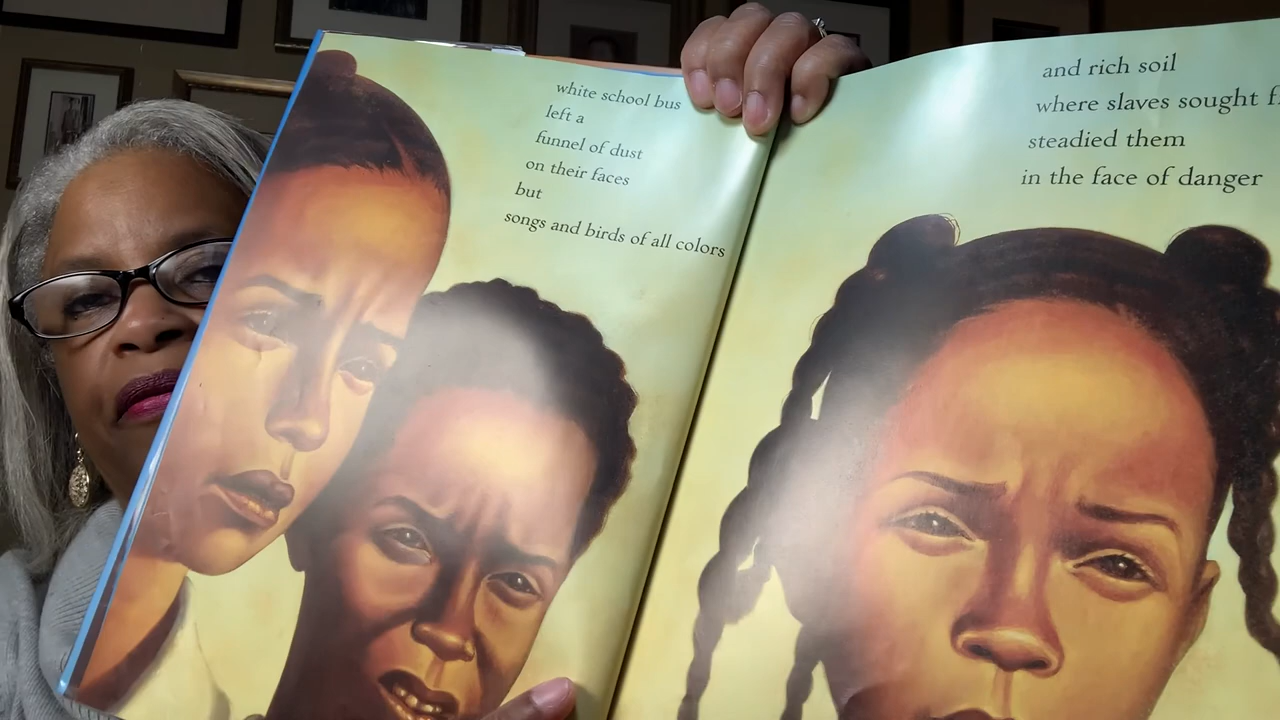 white school bus
left a
funnel of dust
on their faces
but
songs and birds of all colors
and rich soil
where slaves sought
steadied them
in the face of danger